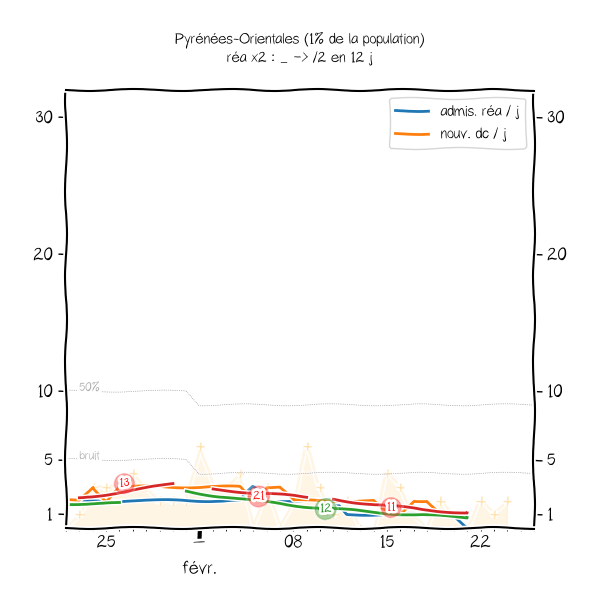 Pyrénées-Orientales (1% de la population)
réa x2 : _ -> /2 en 12 j
admis. réa / j
nouv. dc / j
30 30
20 20
10 10
50%
5 5
bruit
13
21
12
11
1 1
25 08 15 22
févr.